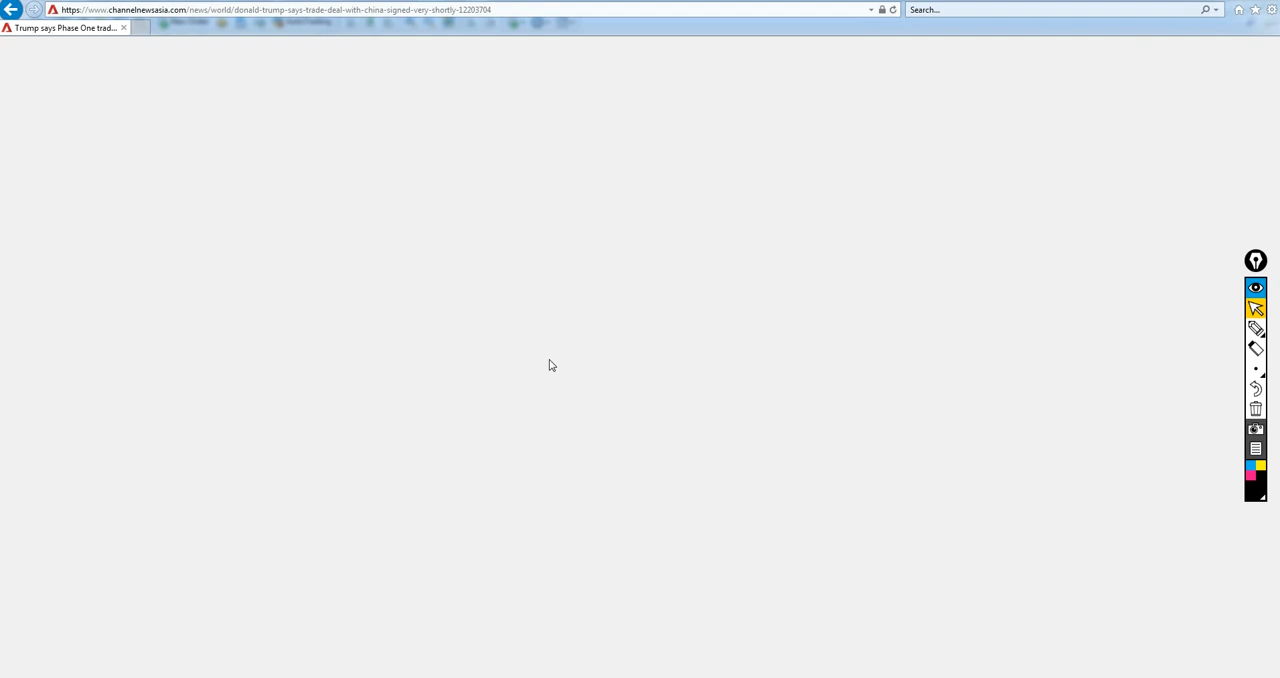 https://www.channelnewsasia.com/news/world/donald-trump-says-trade-deal-with-china-signed-very-shortly-12203704
Search...
Trump says Phase One trad...